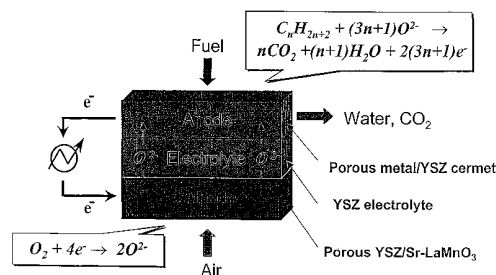 CₙH₂ₙ₊₂ + (3n+1)O²⁻ →
nCO₂ +(n+1)H₂O + 2(3n+1)e⁻
Fuel
e⁻
Anode
Water, CO₂
O²⁻ Electrolyte O²⁻
Porous metal/YSZ cermet
e⁻
YSZ electrolyte
O₂ + 4e⁻→ 2O²⁻
Porous YSZ/Sr-LaMnO₃
Air